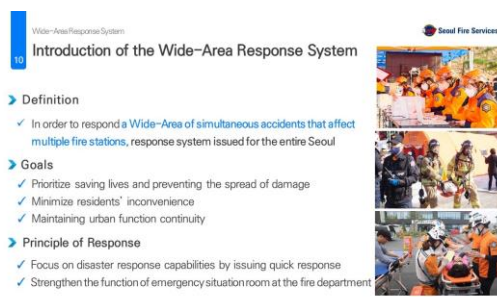 Wide-Area Response System
Seoul Fire Services
10
Introduction of the Wide-Area Response System
Definition
In order to respond a Wide-Area of simultaneous accidents that affect
multiple fire stations, response system issued for the entire Seoul
Goals
Prioritize saving lives and preventing the spread of damage
Minimize residents' inconvenience
Maintaining urban function continuity
Principle of Response
Focus on disaster response capabilities by issuing quick response
Strengthen the function of emergency situation room at the fire department